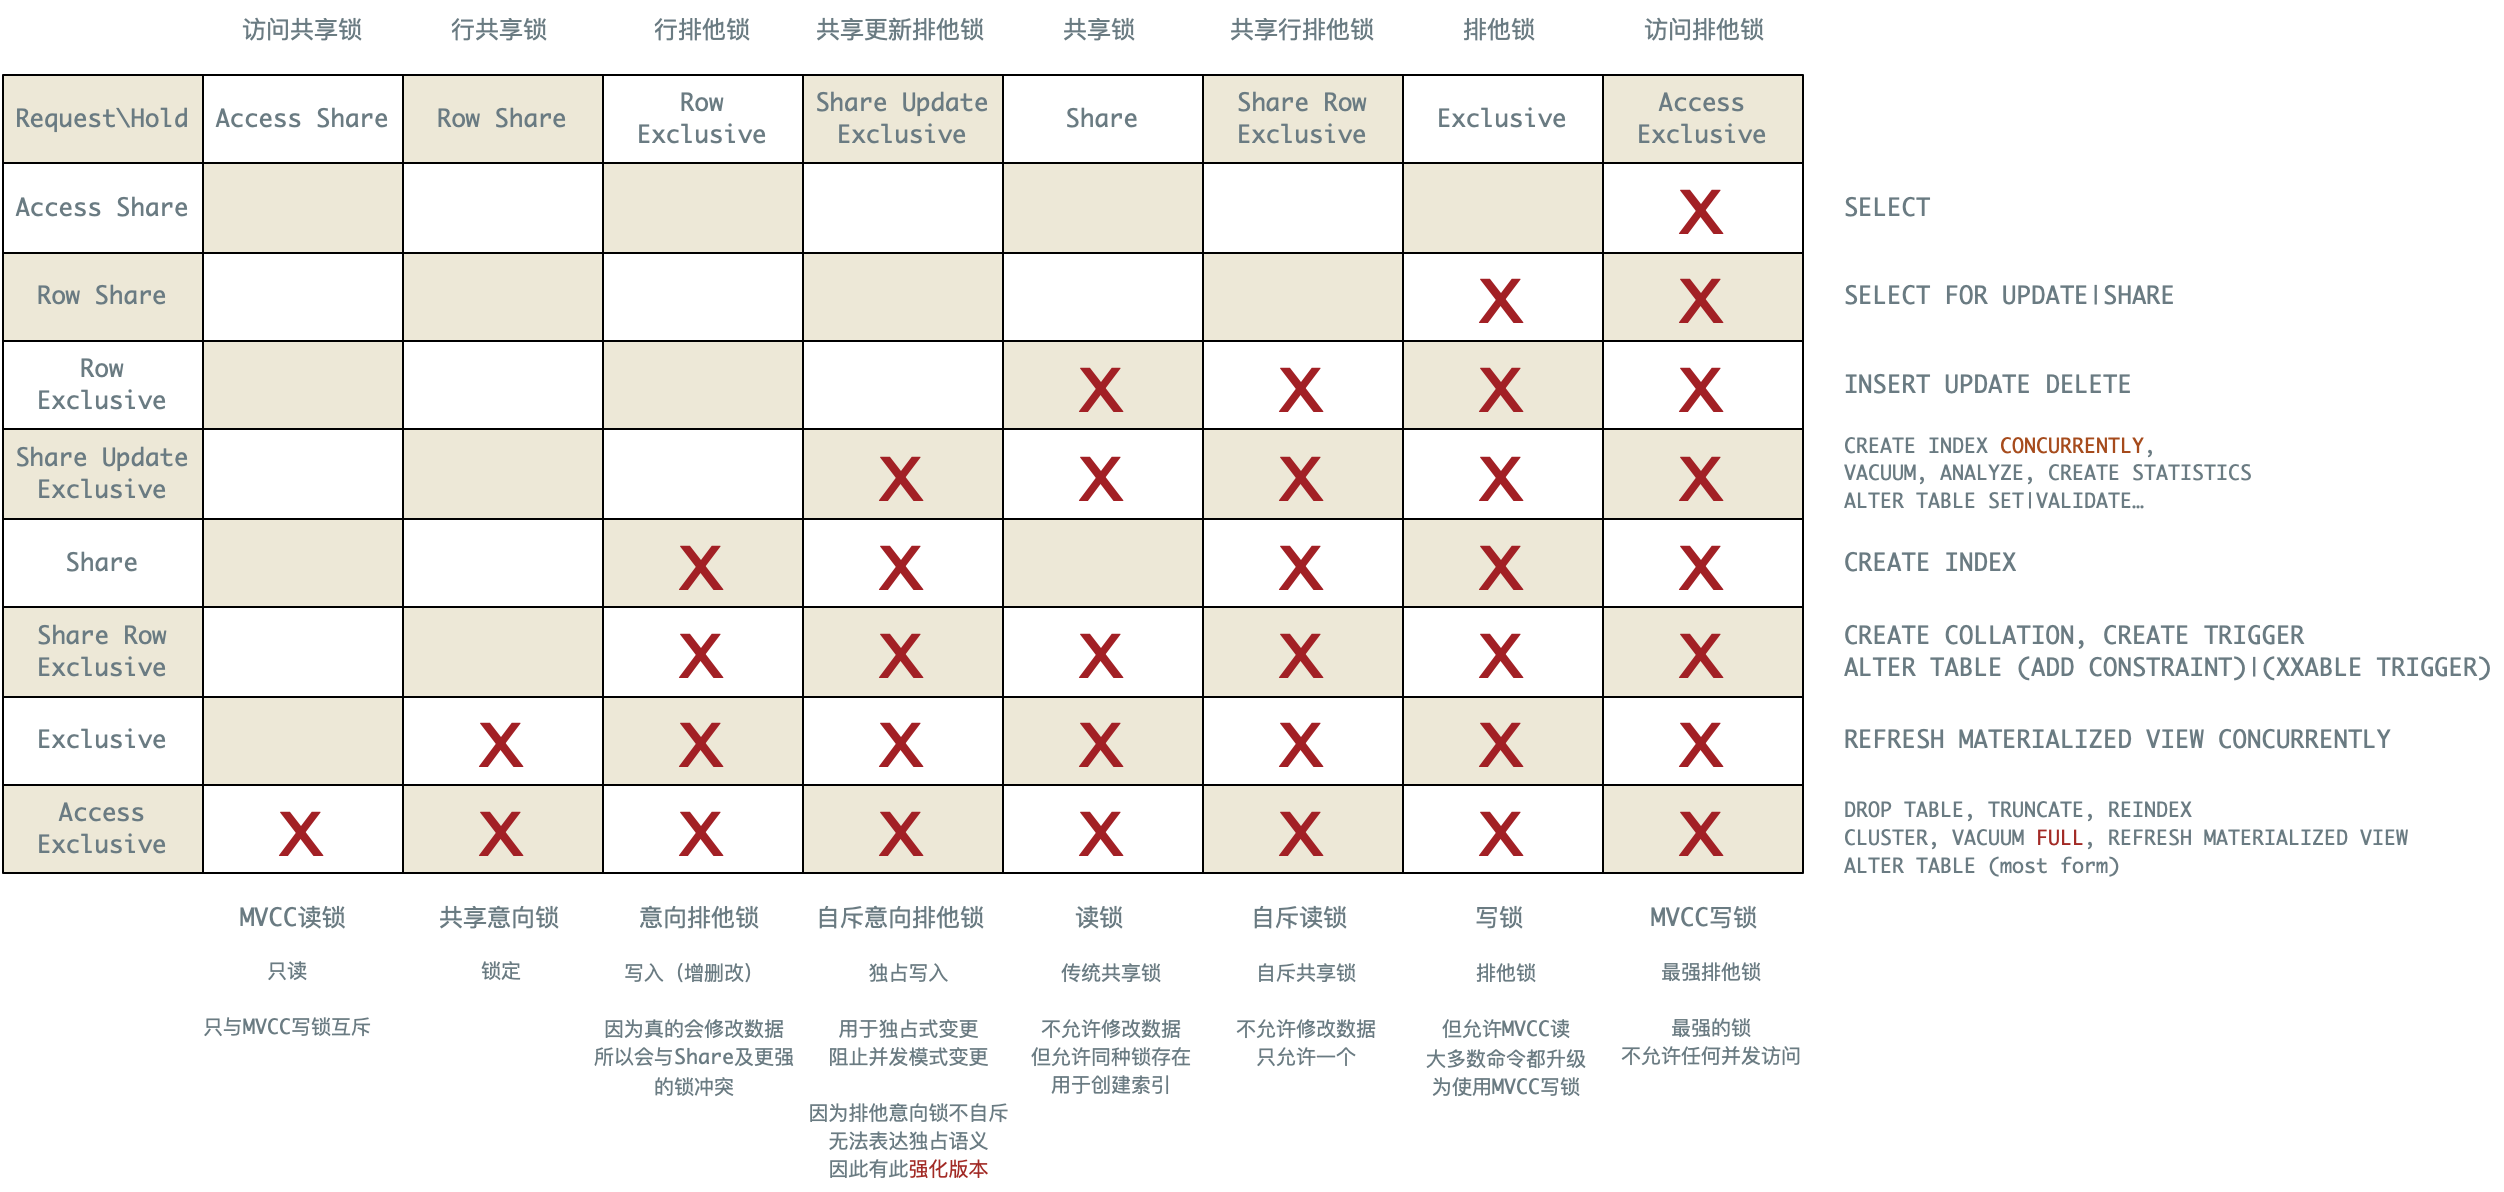 访问共享锁 行共享锁 行排他锁 共享更新排他锁 共享锁 共享行排他锁 排他锁 访问排他锁
Request\Hold Access Share Row Share Row Exclusive Share Update Exclusive Share Share Row Exclusive Exclusive Access Exclusive
Access Share X SELECT
Row Share X X SELECT FOR UPDATE|SHARE
Row Exclusive X X X X INSERT UPDATE DELETE
Share Update Exclusive X X X X X
CREATE INDEX CONCURRENTLY,
VACUUM, ANALYZE, CREATE STATISTICS
ALTER TABLE SET|VALIDATE…
Share X X X X X CREATE INDEX
Share Row Exclusive X X X X X X
CREATE COLLATION, CREATE TRIGGER
ALTER TABLE (ADD CONSTRAINT)|(XXABLE TRIGGER)
Exclusive X X X X X X X REFRESH MATERIALIZED VIEW CONCURRENTLY
Access Exclusive X X X X X X X X
DROP TABLE, TRUNCATE, REINDEX
CLUSTER, VACUUM FULL, REFRESH MATERIALIZED VIEW
ALTER TABLE (most form)
MVCC读锁
只读
只与MVCC写锁互斥
共享意向锁
锁定
意向排他锁
写入（增删改）
因为真的会修改数据
所以会与Share及更强
的锁冲突
自斥意向排他锁
独占写入
用于独占式变更
阻止并发模式变更
因为排他意向锁不自斥
无法表达独占语义
因此有此强化版本
读锁
传统共享锁
不允许修改数据
但允许同种锁存在
用于创建索引
自斥读锁
自斥共享锁
不允许修改数据
只允许一个
写锁
排他锁
但允许MVCC读
大多数命令都升级
为使用MVCC写锁
MVCC写锁
最强排他锁
最强的锁
不允许任何并发访问